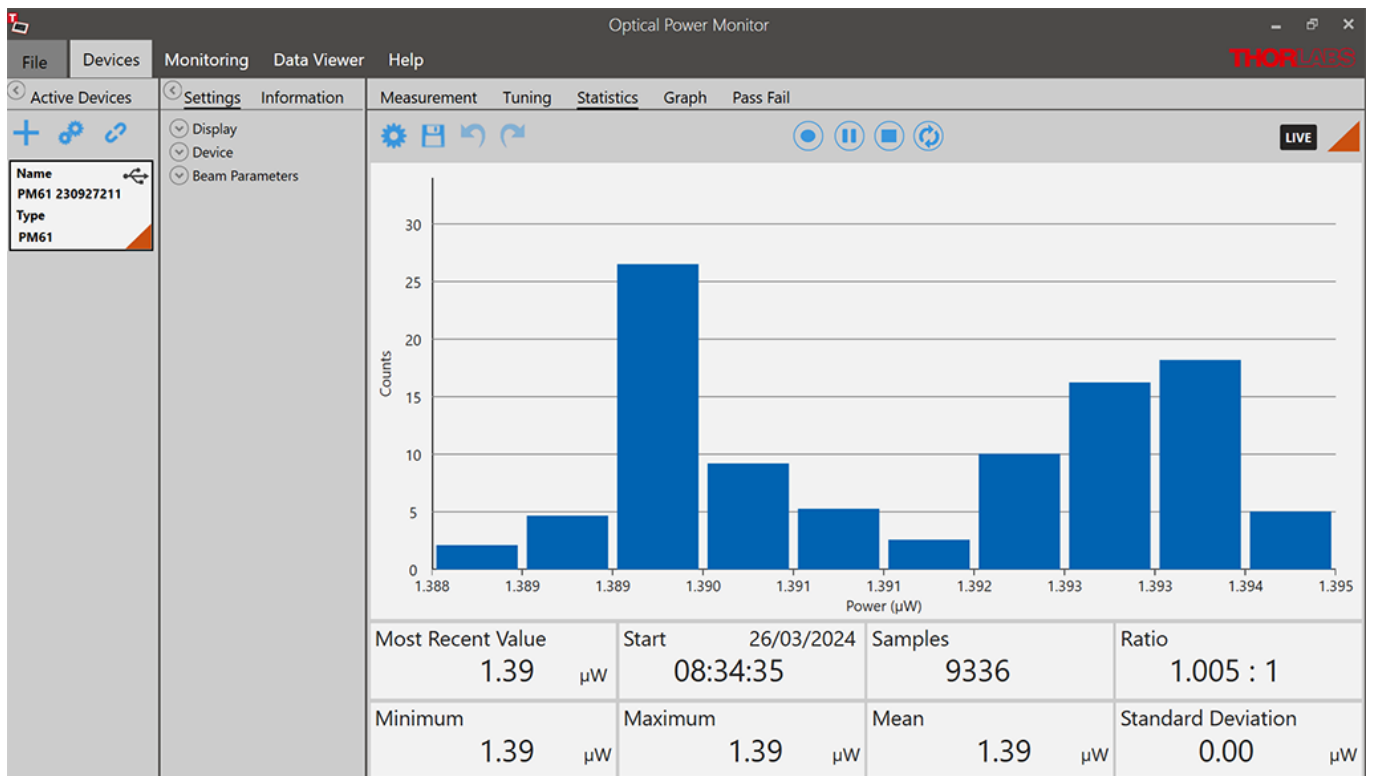 Optical Power Monitor
File Devices Monitoring Data Viewer Help
THORLABS
Active Devices
Settings Information
Measurement Tuning Statistics Graph Pass Fail
Name
PM61 230927211
Type
PM61
Display
Device
Beam Parameters
LIVE
30
25
20
15
10
5
0
Counts
1.388 1.389 1.389 1.390 1.391 1.391 1.392 1.393 1.393 1.394 1.395
Power (µW)
Most Recent Value
1.39 µW
Start 26/03/2024
08:34:35
Samples
9336
Ratio
1.005 : 1
Minimum
1.39 µW
Maximum
1.39 µW
Mean
1.39 µW
Standard Deviation
0.00 µW